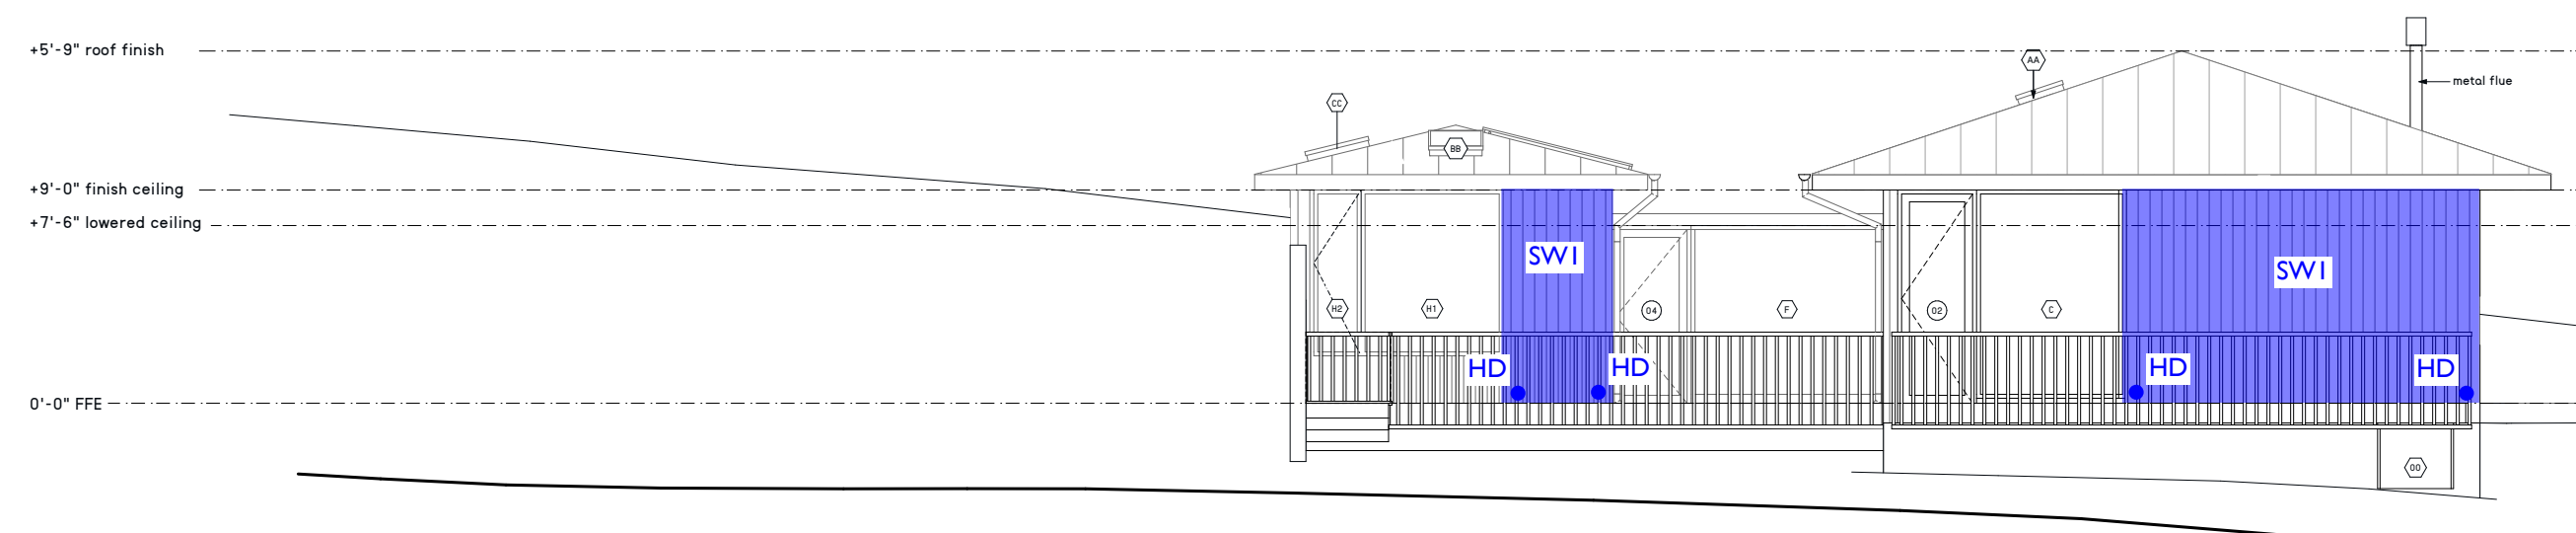 +5'-9" roof finish
AA
metal flue
CC
BB
+9'-0" finish ceiling
+7'-6" lowered ceiling
SW1
SW1
H2
H1
04
F
02
C
HD
HD
HD
HD
0'-0" FFE
00